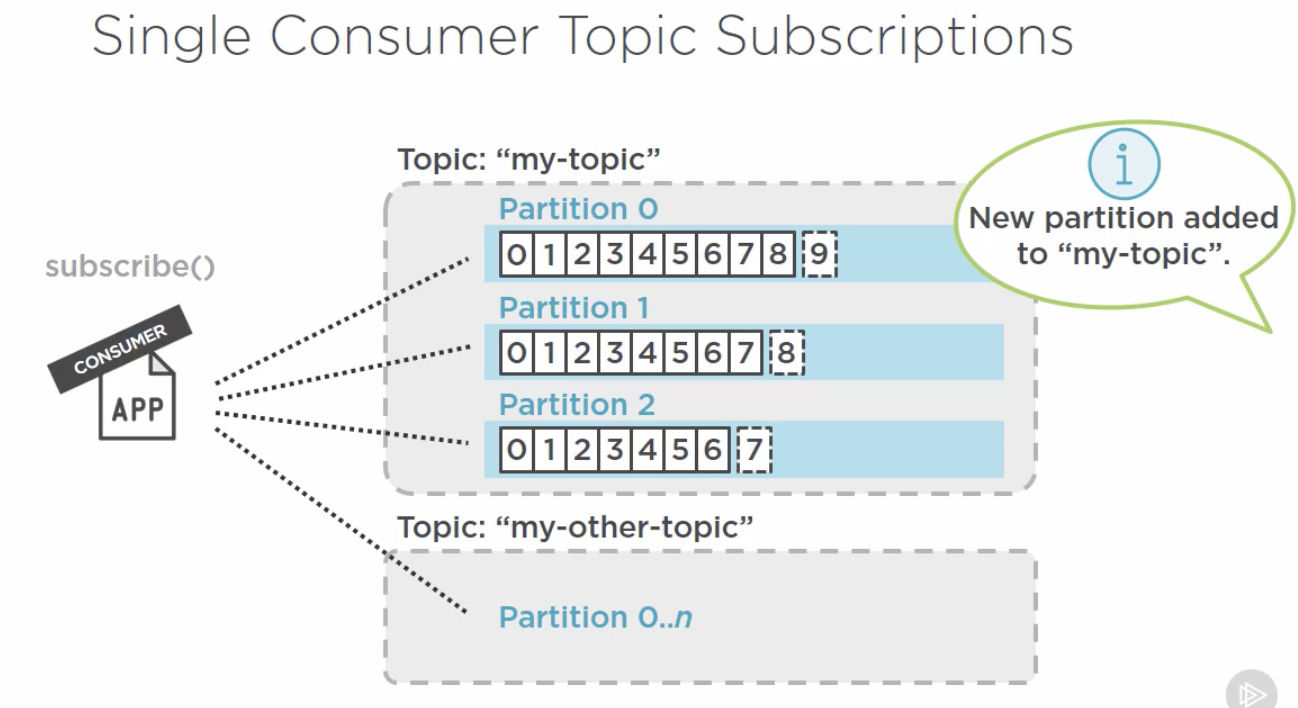 Single Consumer Topic Subscriptions
Topic: “my-topic”
Partition 0
0 1 2 3 4 5 6 7 8 9
Partition 1
0 1 2 3 4 5 6 7 8
Partition 2
0 1 2 3 4 5 6 7
New partition added
to “my-topic”.
subscribe()
CONSUMER
APP
Topic: “my-other-topic”
Partition 0..n